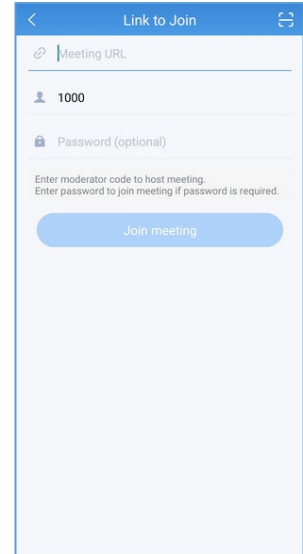 Link to Join
Meeting URL
1000
Password (optional)
Enter moderator code to host meeting.
Enter password to join meeting if password is required.
Join meeting